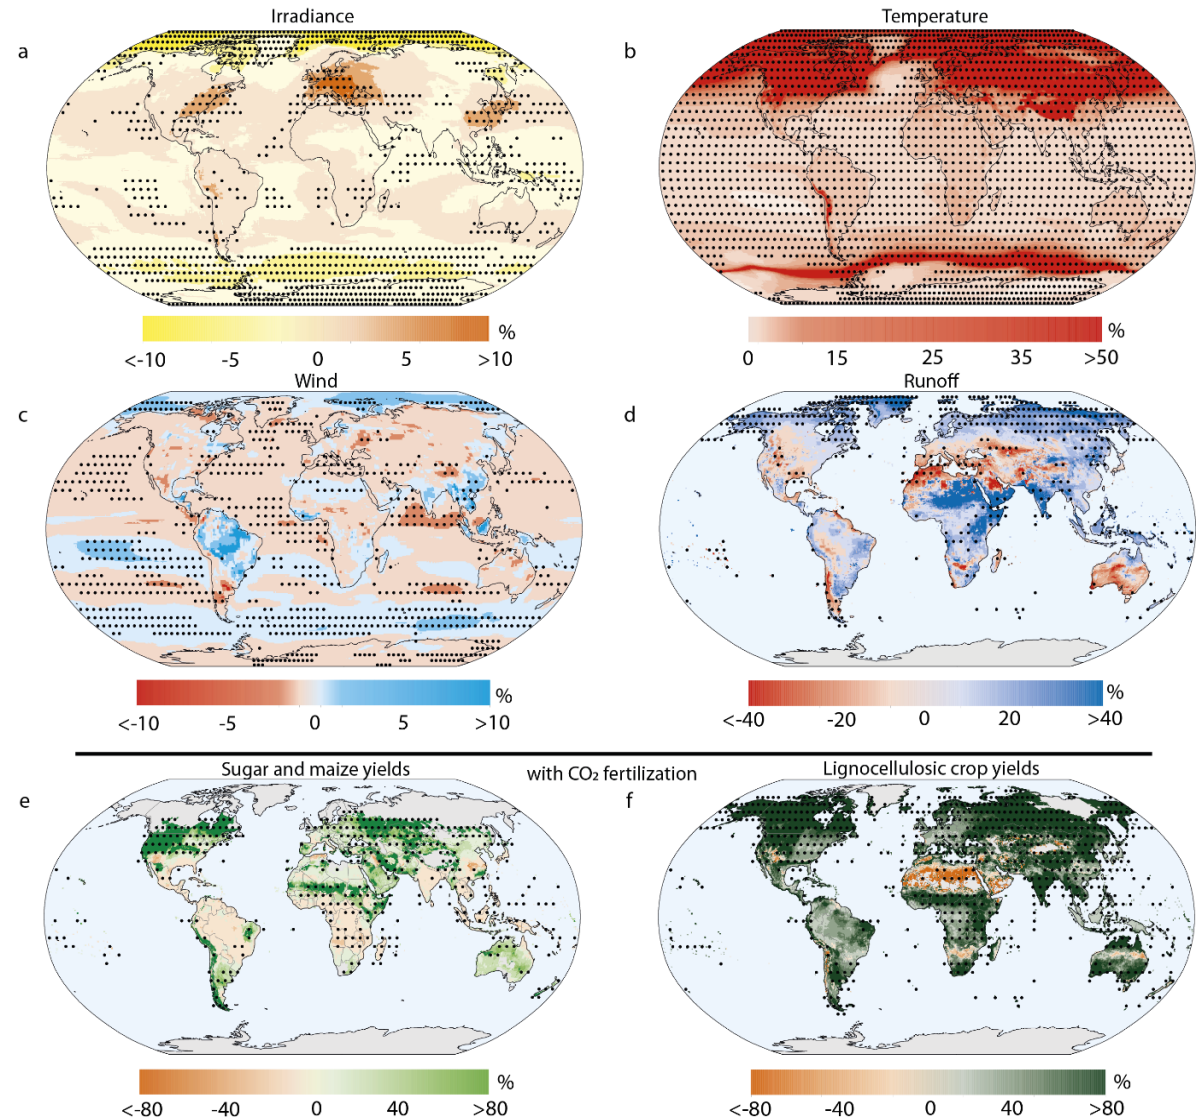 Irradiance
Temperature
a
b
%
<-10 -5 0 5 >10
%
0 15 25 35 >50
Wind
Runoff
c
d
%
<-10 -5 0 5 >10
%
<-40 -20 0 20 >40
Sugar and maize yields
with CO₂ fertilization
Lignocellulosic crop yields
e
f
%
<-80 -40 0 40 >80
%
<-80 -40 0 40 >80